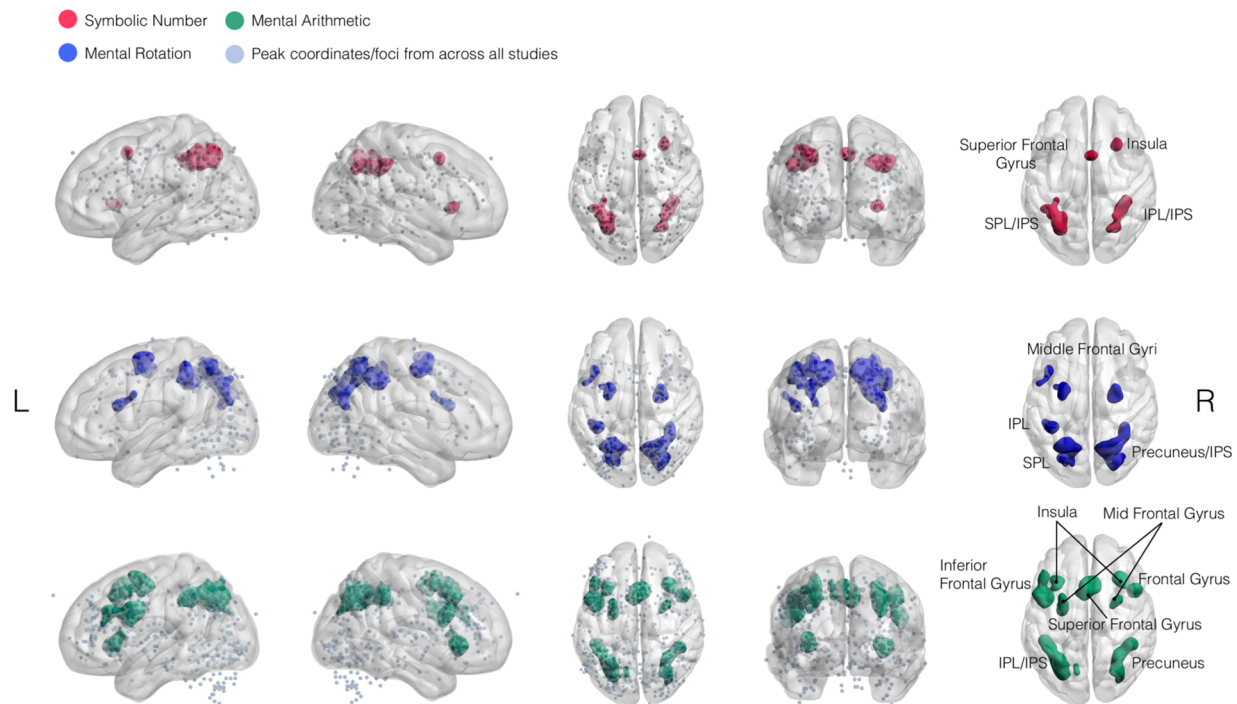 Symbolic Number
Mental Arithmetic
Mental Rotation
Peak coordinates/foci from across all studies
Superior Frontal
Gyrus
Insula
SPL/IPS
IPL/IPS
L
Middle Frontal Gyri
R
IPL
SPL
Precuneus/IPS
Insula
Mid Frontal Gyrus
Inferior
Frontal Gyrus
Frontal Gyrus
Superior Frontal Gyrus
IPL/IPS
Precuneus